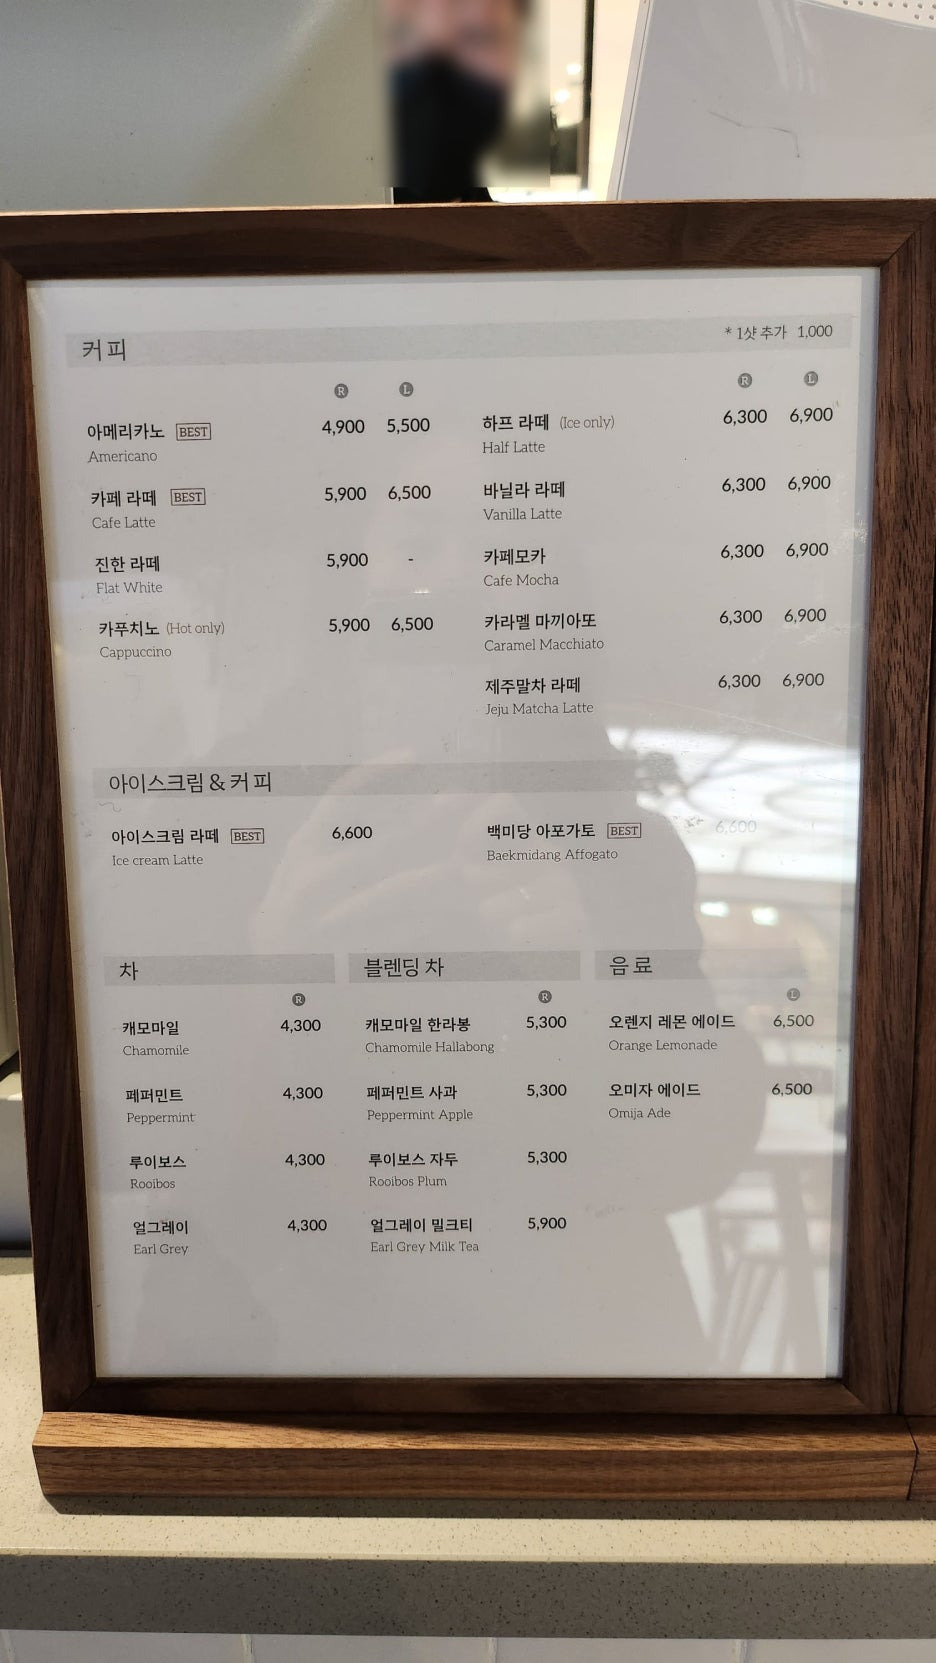 커피 * 1샷 추가 1,000
R L
아메리카노 BEST 4,900 5,500
Americano
카페 라떼 BEST 5,900 6,500
Cafe Latte
진한 라떼 5,900 -
Flat White
카푸치노 (Hot only) 5,900 6,500
Cappuccino
R L
하프 라떼 (Ice only) 6,300 6,900
Half Latte
바닐라 라떼 6,300 6,900
Vanilla Latte
카페모카 6,300 6,900
Cafe Mocha
카라멜 마끼아또 6,300 6,900
Caramel Macchiato
제주말차 라떼 6,300 6,900
Jeju Matcha Latte
아이스크림 & 커피
아이스크림 라떼 BEST 6,600
Ice cream Latte
백미당 아포가토 BEST 6,600
Baekmidang Affogato
차
R
캐모마일 4,300
Chamomile
페퍼민트 4,300
Peppermint
루이보스 4,300
Rooibos
얼그레이 4,300
Earl Grey
블렌딩 차
R
캐모마일 한라봉 5,300
Chamomile Hallabong
페퍼민트 사과 5,300
Peppermint Apple
루이보스 자두 5,300
Rooibos Plum
얼그레이 밀크티 5,900
Earl Grey Milk Tea
음료
L
오렌지 레몬 에이드 6,500
Orange Lemonade
오미자 에이드 6,500
Omija Ade